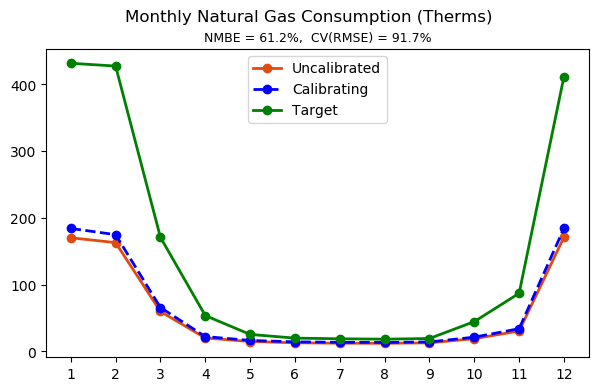 Monthly Natural Gas Consumption (Therms)
NMBE = 61.2%,  CV(RMSE) = 91.7%
Uncalibrated
Calibrating
Target
400
300
200
100
0
1 2 3 4 5 6 7 8 9 10 11 12